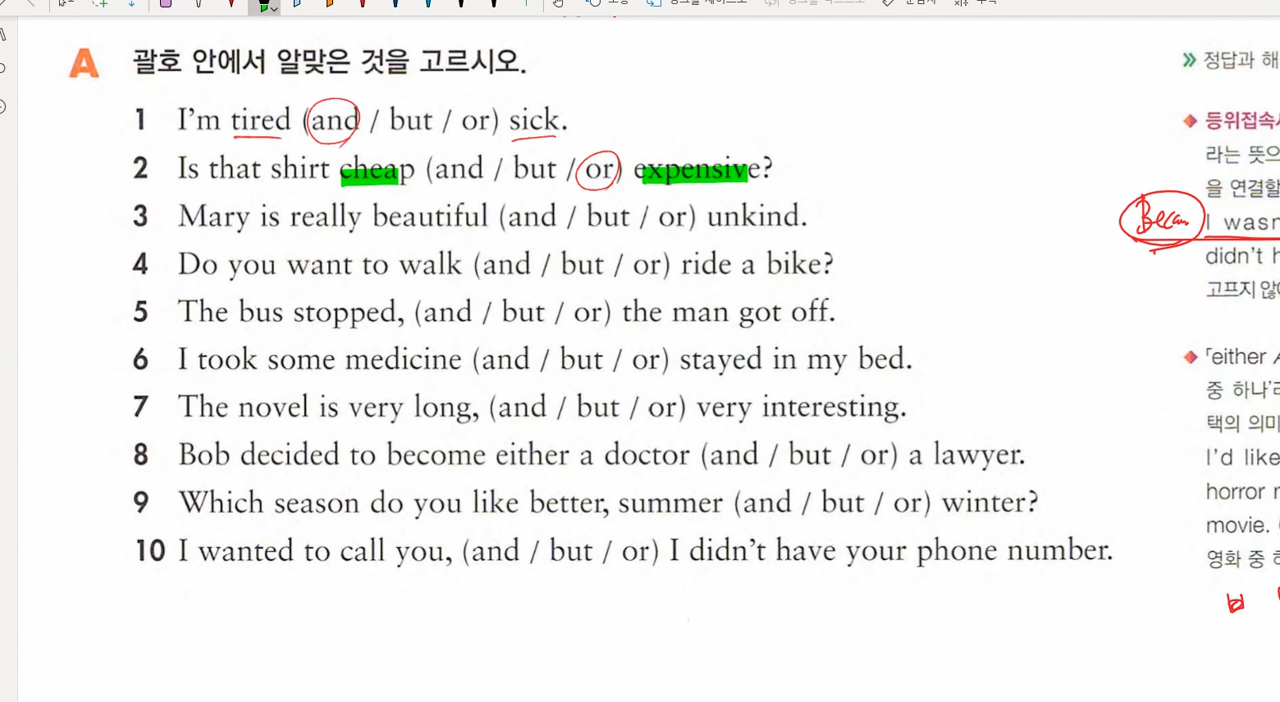 A 괄호 안에서 알맞은 것을 고르시오.
1 I'm tired (and / but / or) sick.
2 Is that shirt cheap (and / but / or) expensive?
3 Mary is really beautiful (and / but / or) unkind.
4 Do you want to walk (and / but / or) ride a bike?
5 The bus stopped, (and / but / or) the man got off.
6 I took some medicine (and / but / or) stayed in my bed.
7 The novel is very long, (and / but / or) very interesting.
8 Bob decided to become either a doctor (and / but / or) a lawyer.
9 Which season do you like better, summer (and / but / or) winter?
10 I wanted to call you, (and / but / or) I didn't have your phone number.
» 정답과 해
등위접속사
라는 뜻으
을 연결할
Becau
I wasn
didn't h
고프지 않
「either A
중 하나'라
택의 의미
I'd like
horror m
movie. (
영화 중 하